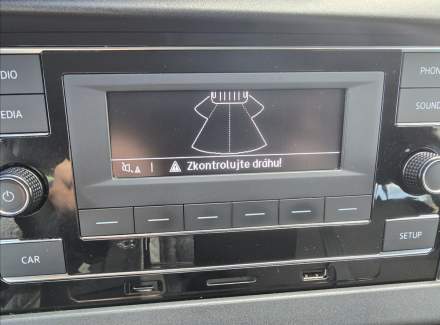 DIO
PHON
EDIA
SOUND
Zkontrolujte dráhu!
CAR
SETUP